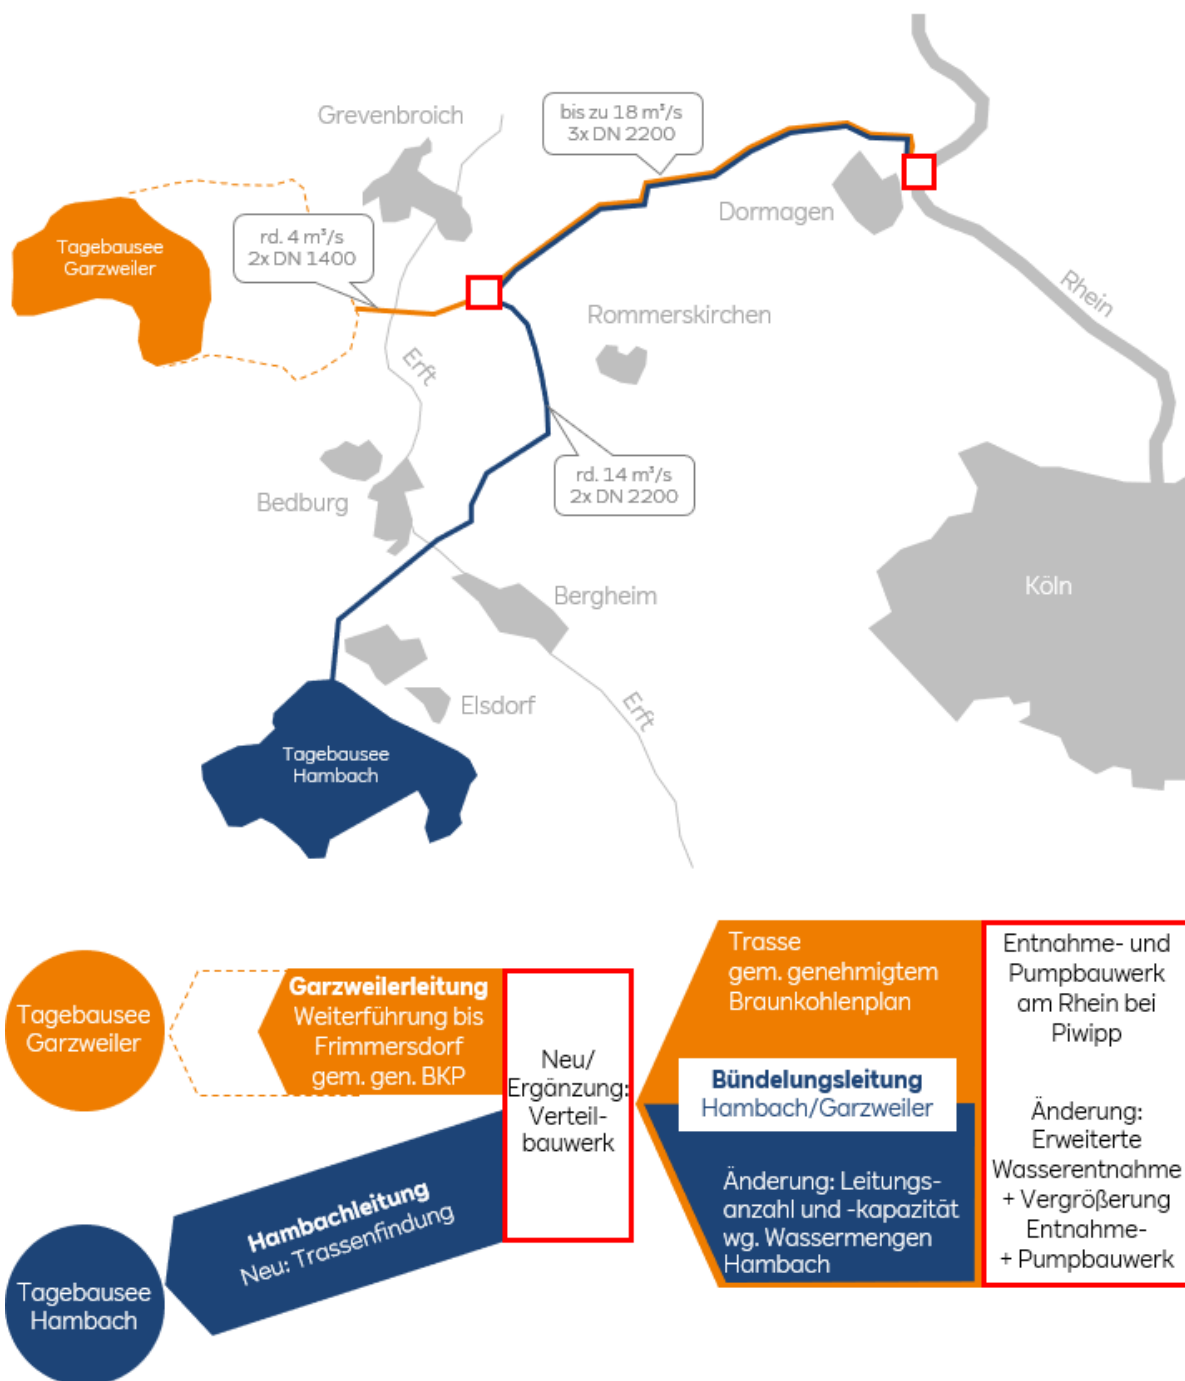 Grevenbroich
bis zu 18 m³/s
3x DN 2200
Dormagen
Tagebausee
Garzweiler
rd. 4 m³/s
2x DN 1400
Rhein
Rommerskirchen
Erft
rd. 14 m³/s
2x DN 2200
Bedburg
Köln
Bergheim
Elsdorf
Erft
Tagebausee
Hambach
Tagebausee
Garzweiler
Garzweilerleitung
Weiterführung bis
Frimmersdorf
gem. gen. BKP
Neu/
Ergänzung:
Verteil-
bauwerk
Trasse
gem. genehmigtem
Braunkohlenplan
Bündelungsleitung
Hambach/Garzweiler
Änderung: Leitungs-
anzahl und -kapazität
wg. Wassermengen
Hambach
Entnahme- und
Pumpbauwerk
am Rhein bei
Piwipp
Änderung:
Erweiterte
Wasserentnahme
+ Vergrößerung
Entnahme-
+ Pumpbauwerk
Hambachleitung
Neu: Trassenfindung
Tagebausee
Hambach